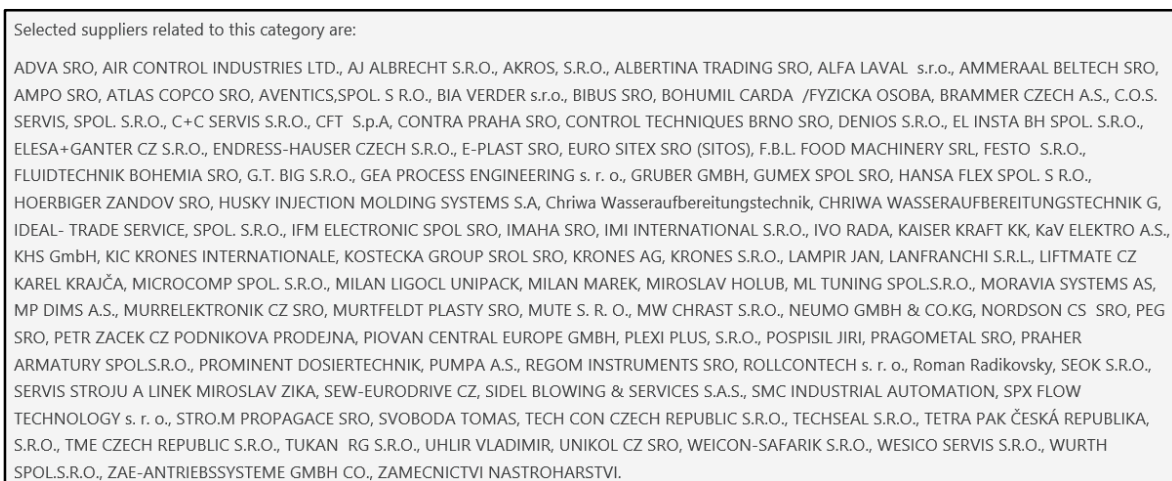 Selected suppliers related to this category are:
ADVA SRO, AIR CONTROL INDUSTRIES LTD., AJ ALBRECHT S.R.O., AKROS, S.R.O., ALBERTINA TRADING SRO, ALFA LAVAL  s.r.o., AMMERAAL BELTECH SRO,
AMPO SRO, ATLAS COPCO SRO, AVENTICS,SPOL. S R.O., BIA VERDER s.r.o., BIBUS SRO, BOHUMIL CARDA  /FYZICKA OSOBA, BRAMMER CZECH A.S., C.O.S.
SERVIS, SPOL. S.R.O., C+C SERVIS S.R.O., CFT  S.p.A, CONTRA PRAHA SRO, CONTROL TECHNIQUES BRNO SRO, DENIOS S.R.O., EL INSTA BH SPOL. S.R.O.,
ELESA+GANTER CZ S.R.O., ENDRESS-HAUSER CZECH S.R.O., E-PLAST SRO, EURO SITEX SRO (SITOS), F.B.L. FOOD MACHINERY SRL, FESTO  S.R.O.,
FLUIDTECHNIK BOHEMIA SRO, G.T. BIG S.R.O., GEA PROCESS ENGINEERING s. r. o., GRUBER GMBH, GUMEX SPOL SRO, HANSA FLEX SPOL. S R.O.,
HOERBIGER ZANDOV SRO, HUSKY INJECTION MOLDING SYSTEMS S.A, Chriwa Wasseraufbereitungstechnik, CHRIWA WASSERAUFBEREITUNGSTECHNIK G,
IDEAL- TRADE SERVICE, SPOL. S.R.O., IFM ELECTRONIC SPOL SRO, IMAHA SRO, IMI INTERNATIONAL S.R.O., IVO RADA, KAISER KRAFT KK, KaV ELEKTRO A.S.,
KHS GmbH, KIC KRONES INTERNATIONALE, KOSTECKA GROUP SROL SRO, KRONES AG, KRONES S.R.O., LAMPIR JAN, LANFRANCHI S.R.L., LIFTMATE CZ
KAREL KRAJČA, MICROCOMP SPOL. S.R.O., MILAN LIGOCL UNIPACK, MILAN MAREK, MIROSLAV HOLUB, ML TUNING SPOL.S.R.O., MORAVIA SYSTEMS AS,
MP DIMS A.S., MURRELEKTRONIK CZ SRO, MURTFELDT PLASTY SRO, MUTE S. R. O., MW CHRAST S.R.O., NEUMO GMBH & CO.KG, NORDSON CS  SRO, PEG
SRO, PETR ZACEK CZ PODNIKOVA PRODEJNA, PIOVAN CENTRAL EUROPE GMBH, PLEXI PLUS, S.R.O., POSPISIL JIRI, PRAGOMETAL SRO, PRAHER
ARMATURY SPOL.S.R.O., PROMINENT DOSIERTECHNIK, PUMPA A.S., REGOM INSTRUMENTS SRO, ROLLCONTECH s. r. o., Roman Radikovsky, SEOK S.R.O.,
SERVIS STROJU A LINEK MIROSLAV ZIKA, SEW-EURODRIVE CZ, SIDEL BLOWING & SERVICES S.A.S., SMC INDUSTRIAL AUTOMATION, SPX FLOW
TECHNOLOGY s. r. o., STRO.M PROPAGACE SRO, SVOBODA TOMAS, TECH CON CZECH REPUBLIC S.R.O., TECHSEAL S.R.O., TETRA PAK ČESKÁ REPUBLIKA,
S.R.O., TME CZECH REPUBLIC S.R.O., TUKAN  RG S.R.O., UHLIR VLADIMIR, UNIKOL CZ SRO, WEICON-SAFARIK S.R.O., WESICO SERVIS S.R.O., WURTH
SPOL.S.R.O., ZAE-ANTRIEBSSYSTEME GMBH CO., ZAMECNICTVI NASTROHARSTVI.